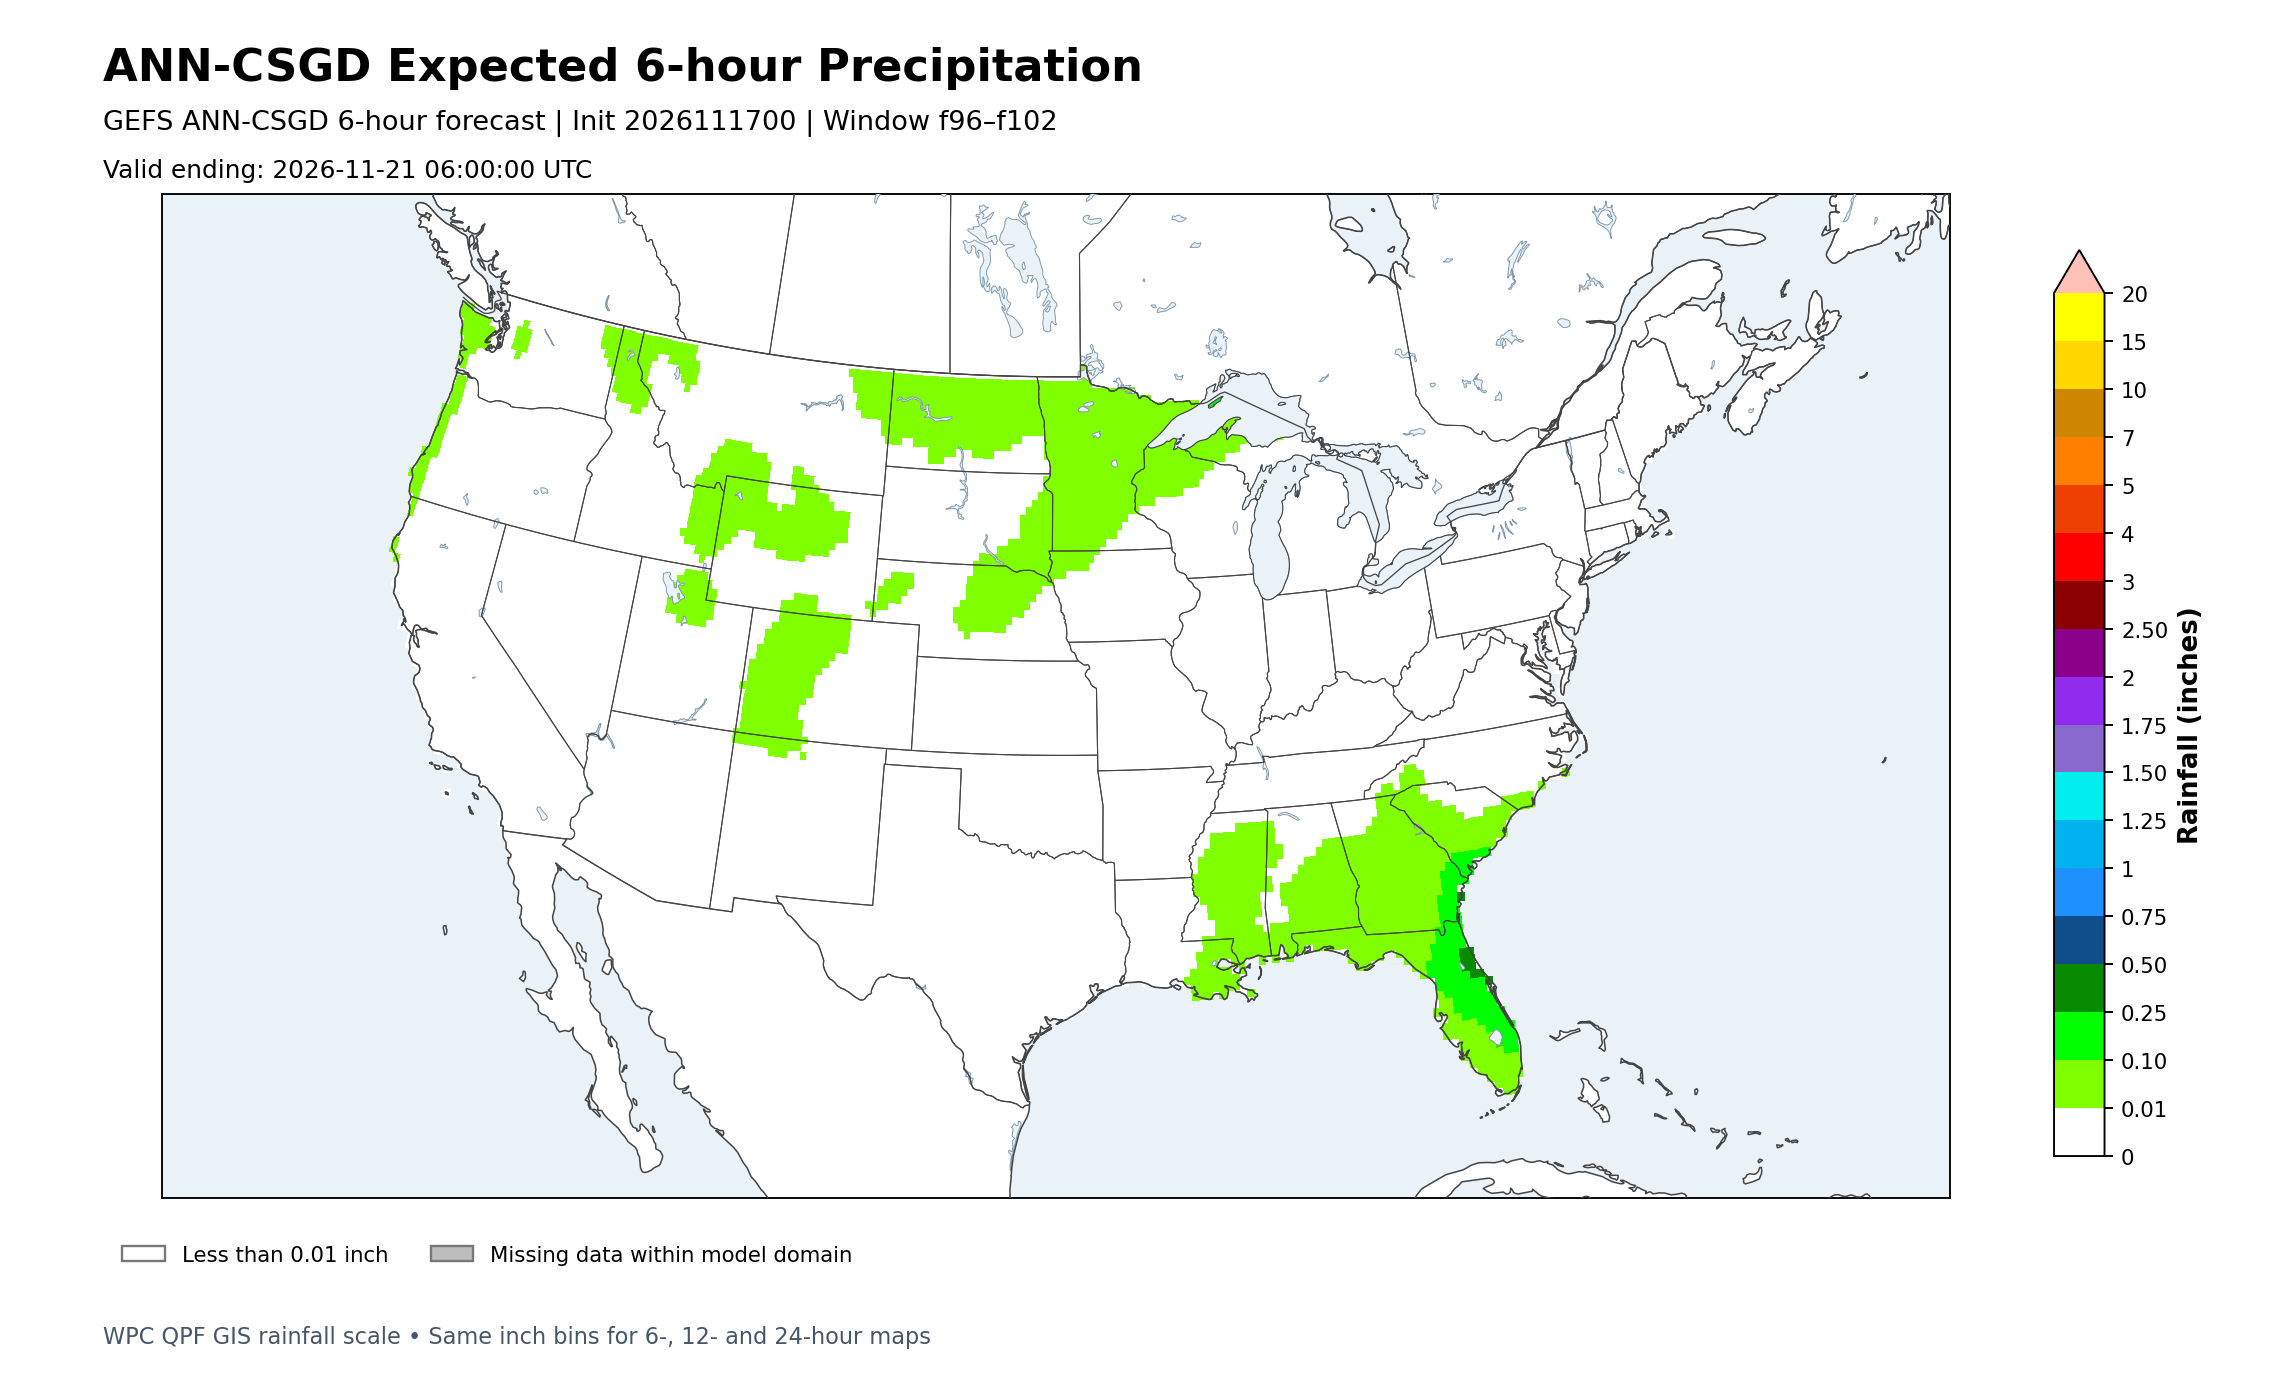 ANN-CSGD Expected 6-hour Precipitation
GEFS ANN-CSGD 6-hour forecast | Init 2026111700 | Window f96–f102
Valid ending: 2026-11-21 06:00:00 UTC
20
15
10
7
5
4
3
2.50
2
1.75
1.50
1.25
1
0.75
0.50
0.25
0.10
0.01
0
Rainfall (inches)
Less than 0.01 inch
Missing data within model domain
WPC QPF GIS rainfall scale • Same inch bins for 6-, 12- and 24-hour maps